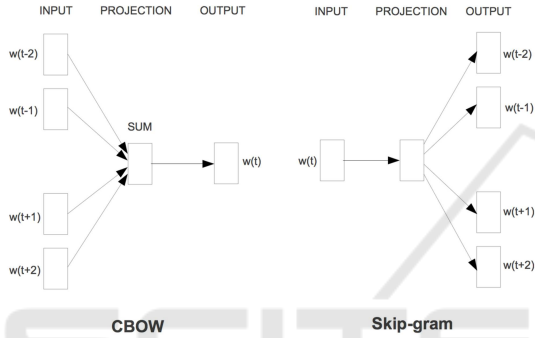 INPUT PROJECTION OUTPUT
w(t-2)
w(t-1)
SUM
w(t)
w(t+1)
w(t+2)
CBOW
INPUT PROJECTION OUTPUT
w(t-2)
w(t-1)
w(t)
w(t+1)
w(t+2)
Skip-gram